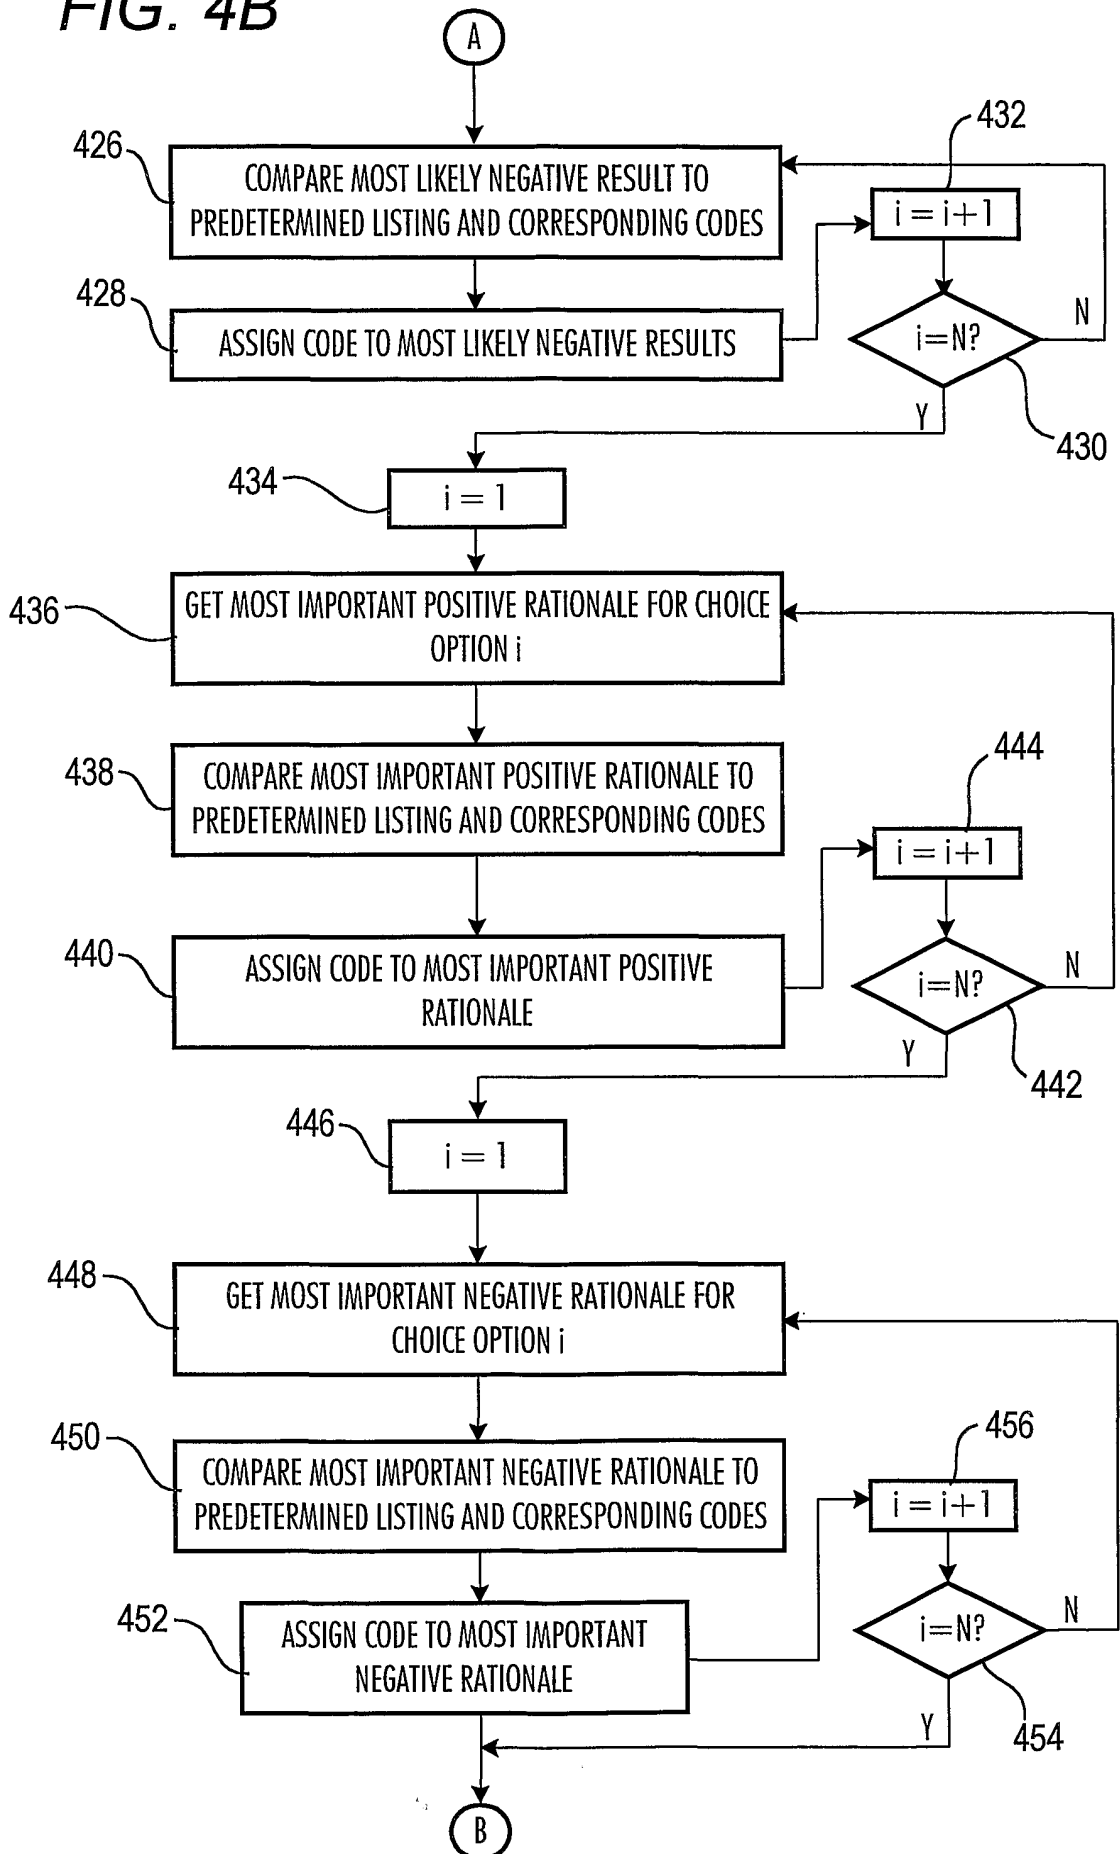 FIG. 4B
A
432
426
COMPARE MOST LIKELY NEGATIVE RESULT TO
PREDETERMINED LISTING AND CORRESPONDING CODES
i = i+1
428
ASSIGN CODE TO MOST LIKELY NEGATIVE RESULTS
i=N?
N
Y
430
434
i = 1
436
GET MOST IMPORTANT POSITIVE RATIONALE FOR CHOICE
OPTION i
438
COMPARE MOST IMPORTANT POSITIVE RATIONALE TO
PREDETERMINED LISTING AND CORRESPONDING CODES
444
i = i+1
440
ASSIGN CODE TO MOST IMPORTANT POSITIVE
RATIONALE
i=N?
N
Y
442
446
i = 1
448
GET MOST IMPORTANT NEGATIVE RATIONALE FOR
CHOICE OPTION i
450
COMPARE MOST IMPORTANT NEGATIVE RATIONALE TO
PREDETERMINED LISTING AND CORRESPONDING CODES
456
i = i+1
452
ASSIGN CODE TO MOST IMPORTANT
NEGATIVE RATIONALE
i=N?
N
Y
454
B